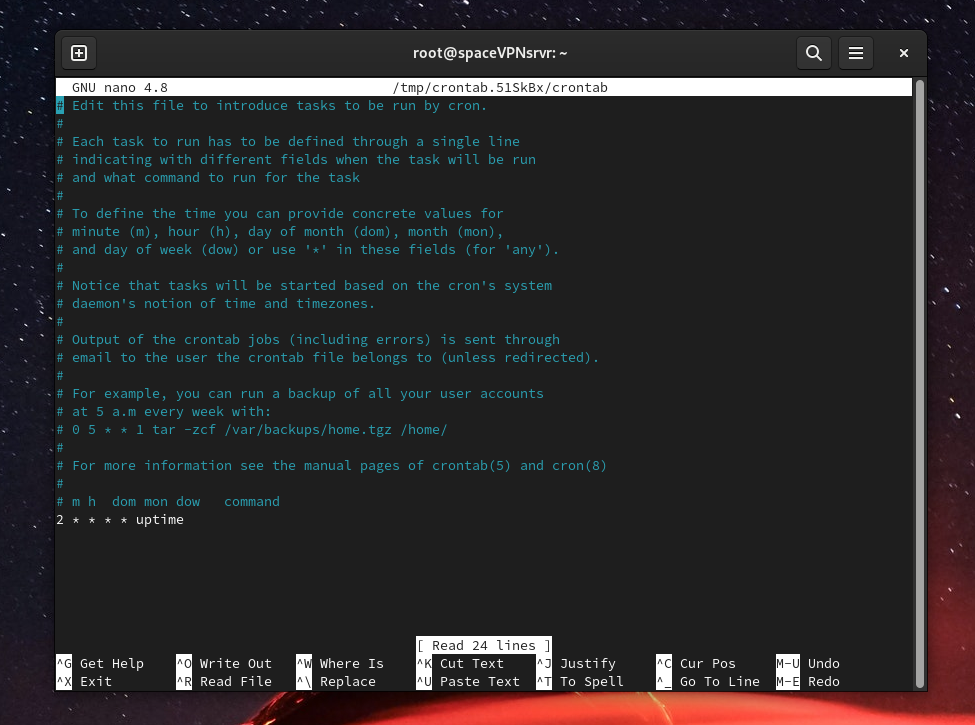 root@spaceVPNsrvr: ~
GNU nano 4.8 /tmp/crontab.51SkBx/crontab
# Edit this file to introduce tasks to be run by cron.
#
# Each task to run has to be defined through a single line
# indicating with different fields when the task will be run
# and what command to run for the task
#
# To define the time you can provide concrete values for
# minute (m), hour (h), day of month (dom), month (mon),
# and day of week (dow) or use '*' in these fields (for 'any').
#
# Notice that tasks will be started based on the cron's system
# daemon's notion of time and timezones.
#
# Output of the crontab jobs (including errors) is sent through
# email to the user the crontab file belongs to (unless redirected).
#
# For example, you can run a backup of all your user accounts
# at 5 a.m every week with:
# 0 5 * * 1 tar -zcf /var/backups/home.tgz /home/
#
# For more information see the manual pages of crontab(5) and cron(8)
#
# m h  dom mon dow   command
2 * * * * uptime
[ Read 24 lines ]
^G Get Help ^O Write Out ^W Where Is ^K Cut Text ^J Justify ^C Cur Pos M-U Undo
^X Exit ^R Read File ^\ Replace ^U Paste Text ^T To Spell ^_ Go To Line M-E Redo